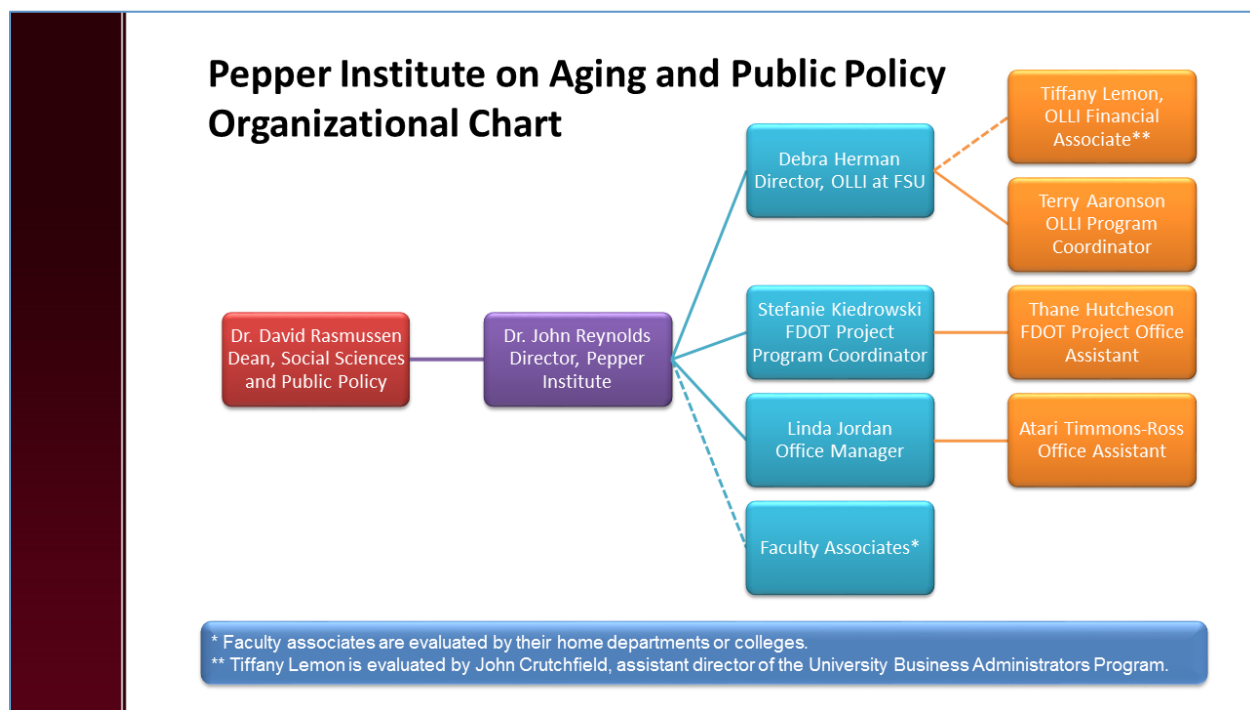 Pepper Institute on Aging and Public Policy
Organizational Chart
Dr. David Rasmussen
Dean, Social Sciences
and Public Policy
Dr. John Reynolds
Director, Pepper
Institute
Debra Herman
Director, OLLI at FSU
Tiffany Lemon,
OLLI Financial
Associate**
Terry Aaronson
OLLI Program
Coordinator
Stefanie Kiedrowski
FDOT Project
Program Coordinator
Thane Hutcheson
FDOT Project Office
Assistant
Linda Jordan
Office Manager
Atari Timmons-Ross
Office Assistant
Faculty Associates*
* Faculty associates are evaluated by their home departments or colleges.
** Tiffany Lemon is evaluated by John Crutchfield, assistant director of the University Business Administrators Program.